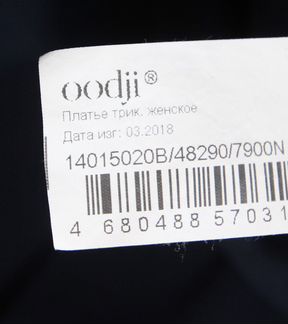 oodji®
Платье трик. женское
Дата изг: 03.2018
14015020B/48290/7900N
4 680488 57031